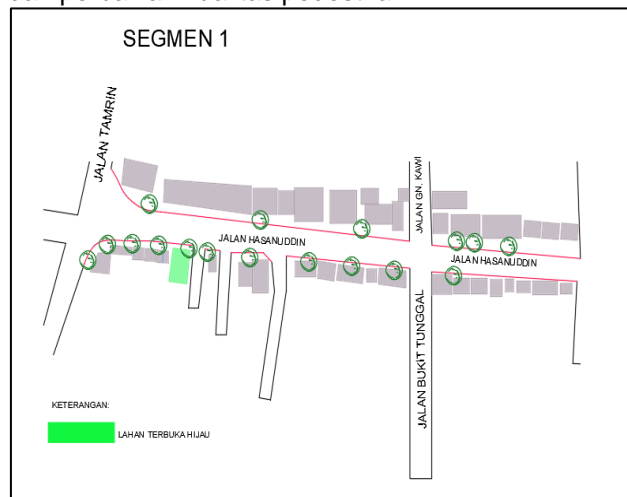 SEGMEN 1
JALAN TAMRIN
JALAN GN. KAWI
JALAN HASANUDDIN
JALAN HASANUDDIN
JALAN BUKIT TUNGGAL
KETERANGAN:
LAHAN TERBUKA HIJAU